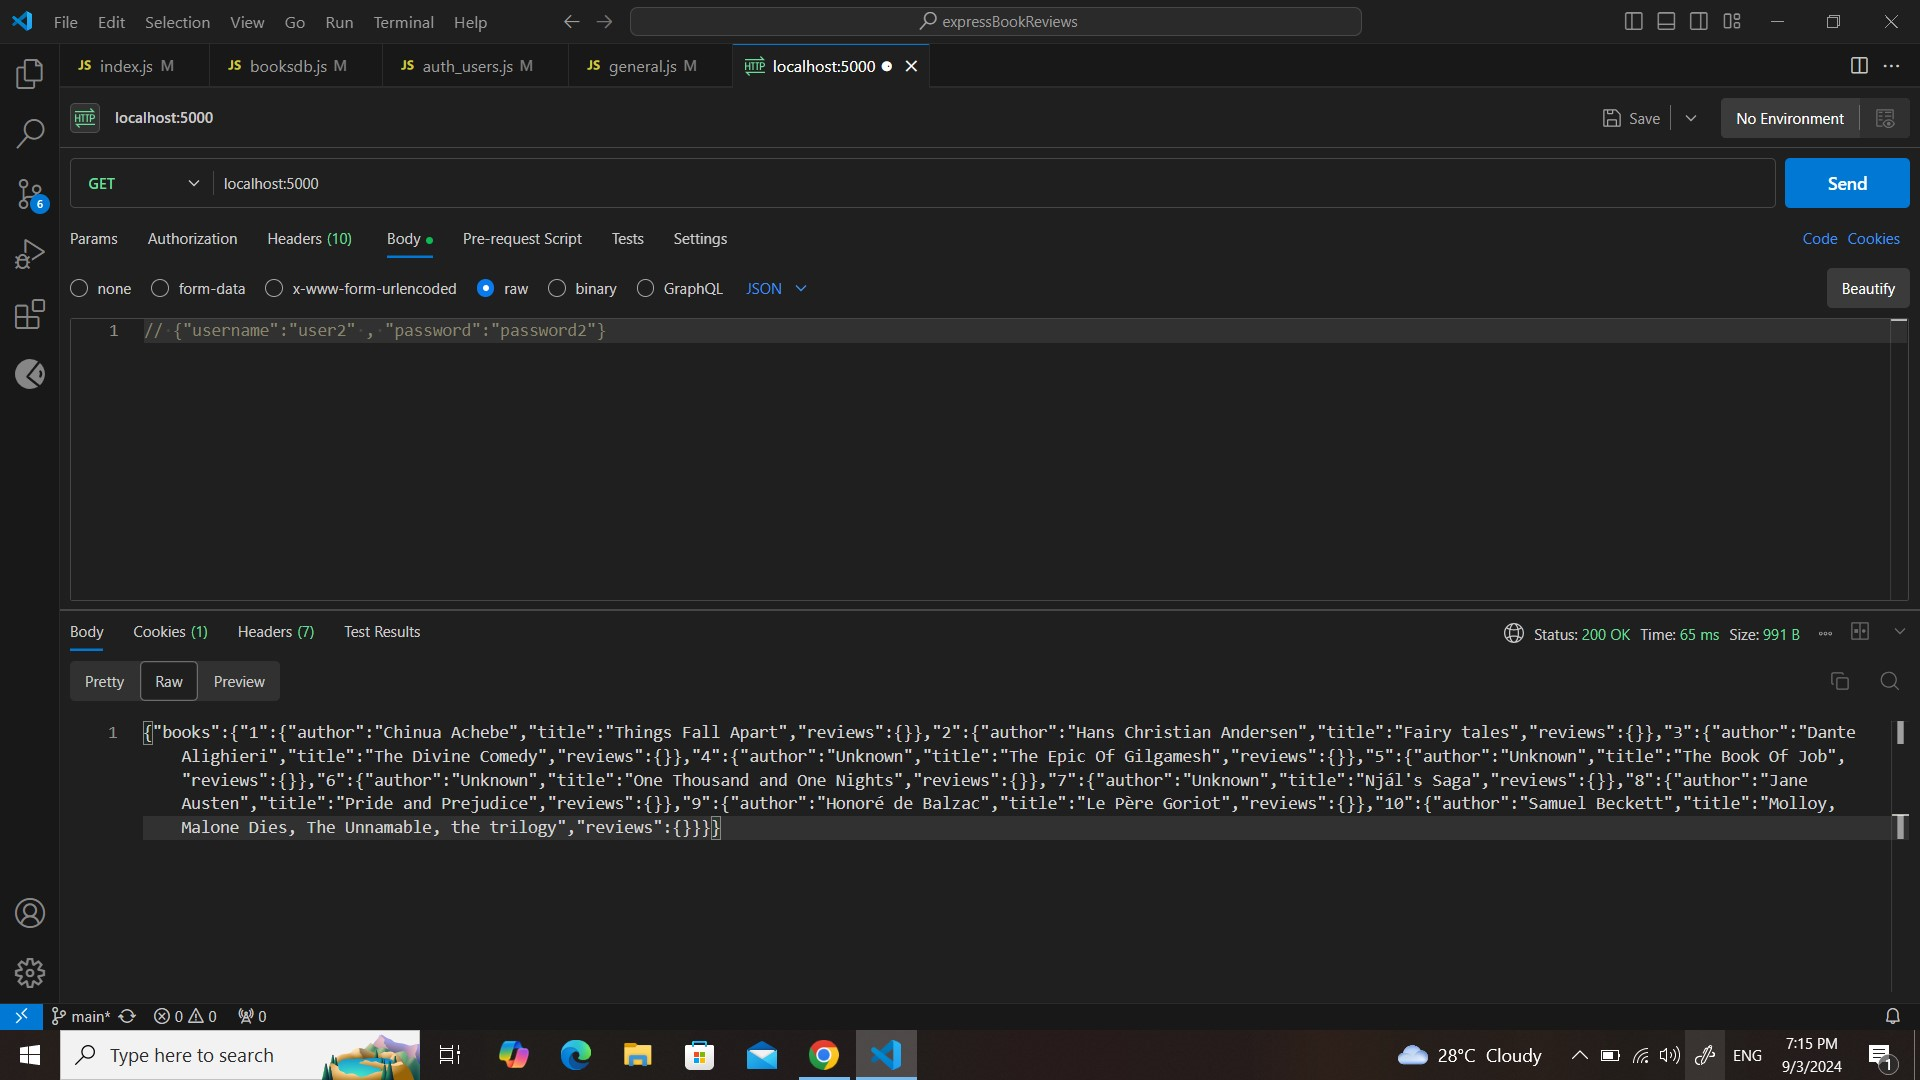 File Edit Selection View Go Run Terminal Help expressBookReviews
JS index.js M JS booksdb.js M JS auth_users.js M JS general.js M HTTP localhost:5000
HTTP localhost:5000 Save No Environment
GET localhost:5000 Send
Params Authorization Headers (10) Body Pre-request Script Tests Settings Code Cookies
none form-data x-www-form-urlencoded raw binary GraphQL JSON Beautify
1 // {"username":"user2" , "password":"password2"}
6
Body Cookies (1) Headers (7) Test Results Status: 200 OK Time: 65 ms Size: 991 B
Pretty Raw Preview
1 {"books":{"1":{"author":"Chinua Achebe","title":"Things Fall Apart","reviews":{}},"2":{"author":"Hans Christian Andersen","title":"Fairy tales","reviews":{}},"3":{"author":"Dante
Alighieri","title":"The Divine Comedy","reviews":{}},"4":{"author":"Unknown","title":"The Epic Of Gilgamesh","reviews":{}},"5":{"author":"Unknown","title":"The Book Of Job",
"reviews":{}},"6":{"author":"Unknown","title":"One Thousand and One Nights","reviews":{}},"7":{"author":"Unknown","title":"Njál's Saga","reviews":{}},"8":{"author":"Jane
Austen","title":"Pride and Prejudice","reviews":{}},"9":{"author":"Honoré de Balzac","title":"Le Père Goriot","reviews":{}},"10":{"author":"Samuel Beckett","title":"Molloy,
Malone Dies, The Unnamable, the trilogy","reviews":{}}}}
main* 0 0 0
Type here to search 28°C Cloudy ENG 7:15 PM
9/3/2024 1